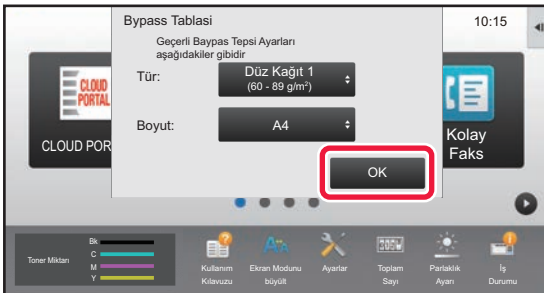 Bypass Tablasi
10:15
Geçerli Baypas Tepsi Ayarları
aşağıdakiler gibidir
Tür:
Düz Kağıt 1
(60 - 89 g/m²)
Boyut:
A4
OK
CLOUD
PORTAL
CLOUD POR
Kolay
Faks
Toner Miktarı
Bk
C
M
Y
Kullanım
Kılavuzu
Ekran Modunu
büyült
Ayarlar
Toplam
Sayı
Parlaklık
Ayarı
İş
Durumu